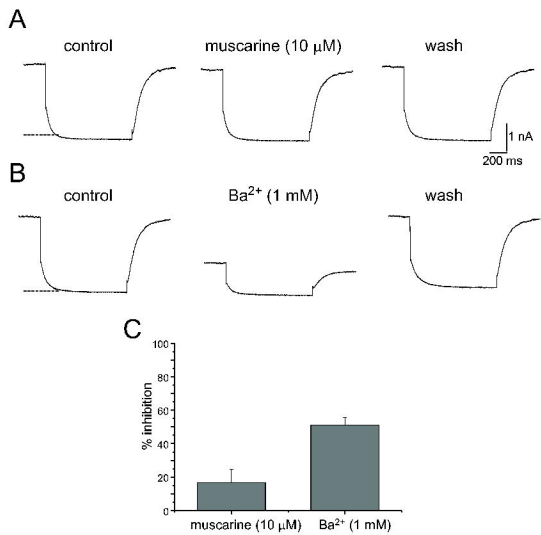 A
control
muscarine (10 µM)
wash
1 nA
200 ms
B
control
Ba²⁺ (1 mM)
wash
C
% inhibition
100
80
60
40
20
0
muscarine (10 µM)
Ba²⁺ (1 mM)